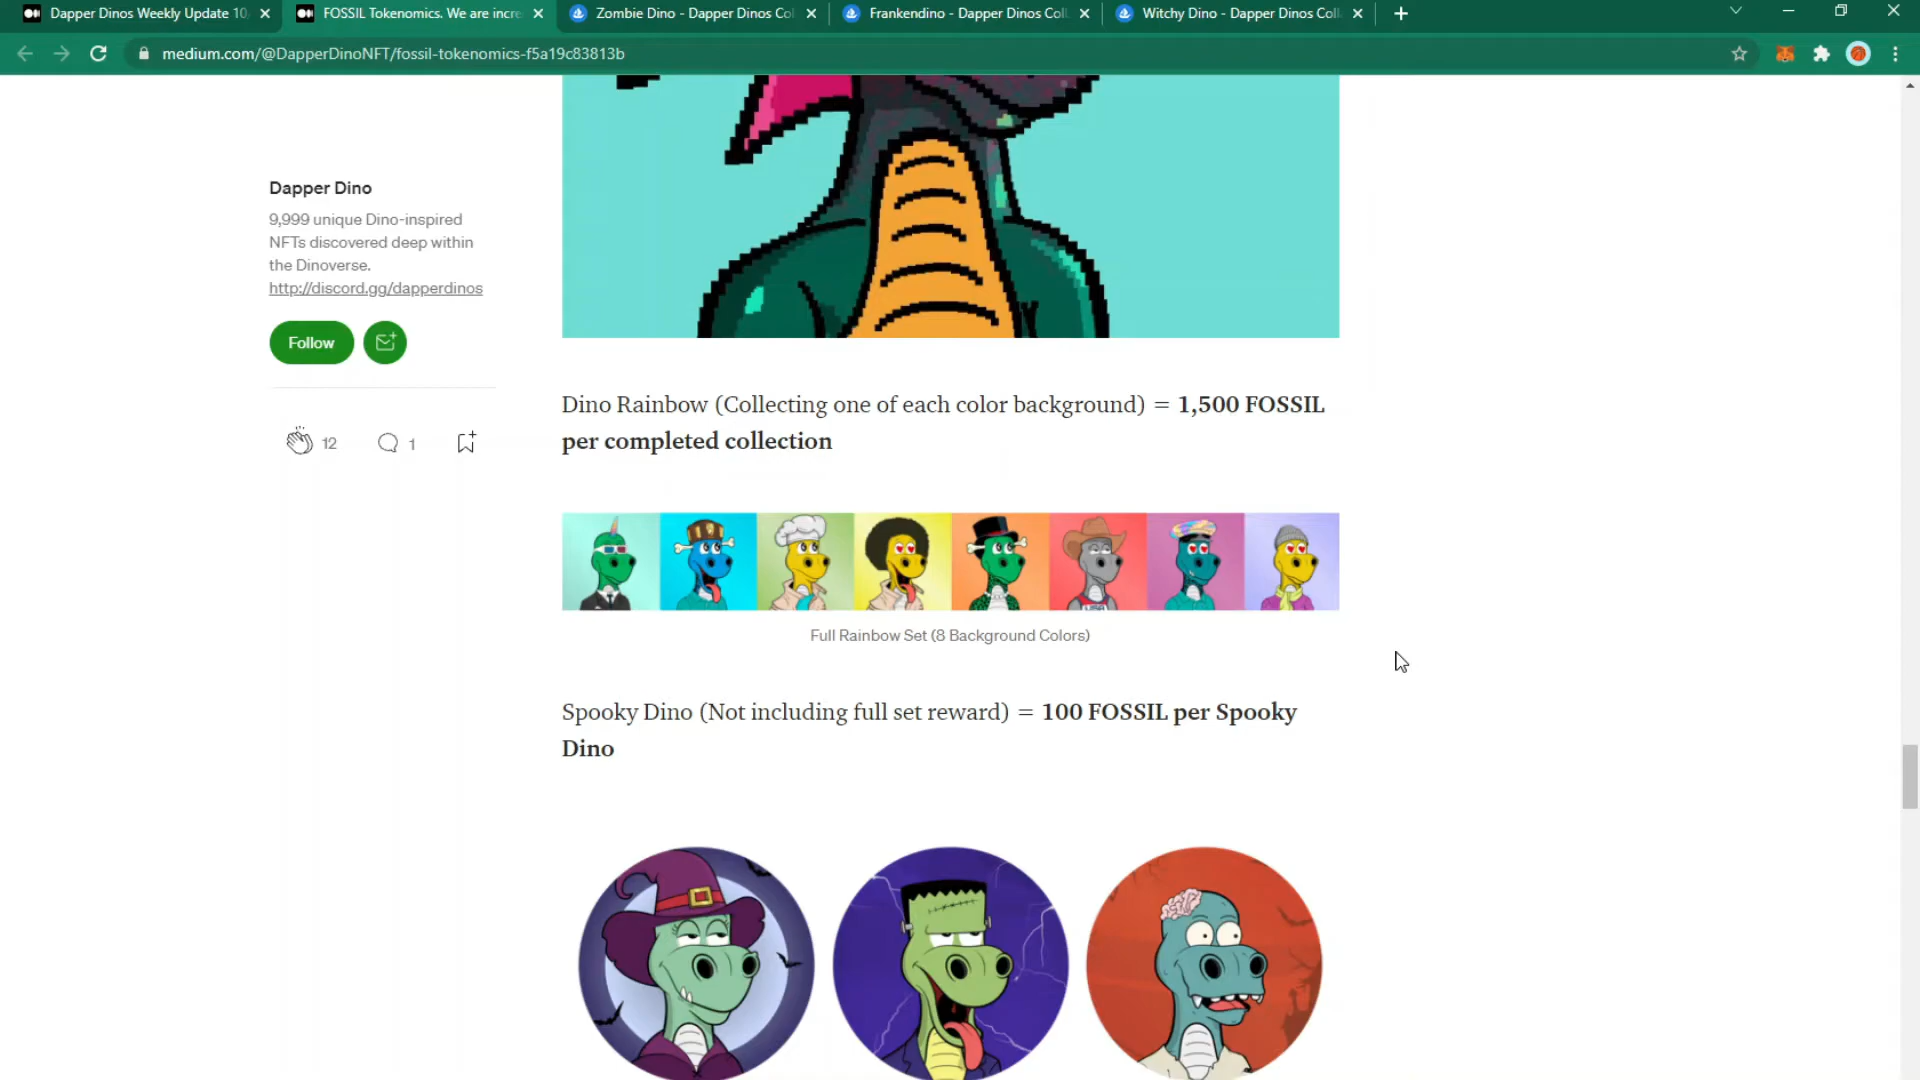 Dapper Dinos Weekly Update 10
FOSSIL Tokenomics. We are incre
Zombie Dino - Dapper Dinos Col
Frankendino - Dapper Dinos Coll
Witchy Dino - Dapper Dinos Coll
medium.com/@DapperDinoNFT/fossil-tokenomics-f5a19c83813b
Dapper Dino
9,999 unique Dino-inspired
NFTs discovered deep within
the Dinoverse.
http://discord.gg/dapperdinos
Follow
12
1
Dino Rainbow (Collecting one of each color background) = 1,500 FOSSIL
per completed collection
USA
Full Rainbow Set (8 Background Colors)
Spooky Dino (Not including full set reward) = 100 FOSSIL per Spooky
Dino